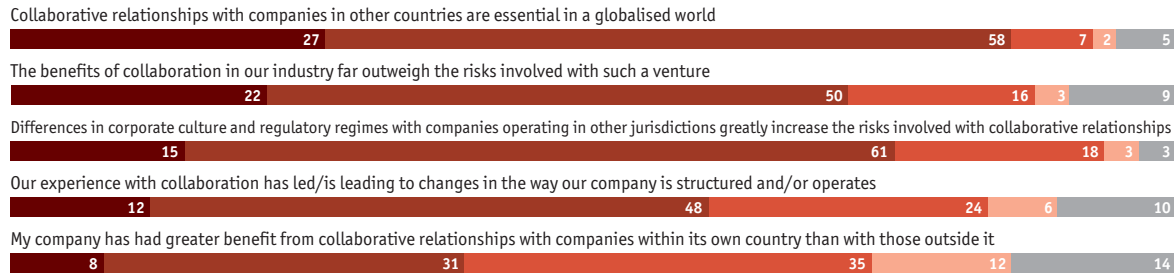 Collaborative relationships with companies in other countries are essential in a globalised world
27 58 7 2 5
The benefits of collaboration in our industry far outweigh the risks involved with such a venture
22 50 16 3 9
Differences in corporate culture and regulatory regimes with companies operating in other jurisdictions greatly increase the risks involved with collaborative relationships
15 61 18 3 3
Our experience with collaboration has led/is leading to changes in the way our company is structured and/or operates
12 48 24 6 10
My company has had greater benefit from collaborative relationships with companies within its own country than with those outside it
8 31 35 12 14